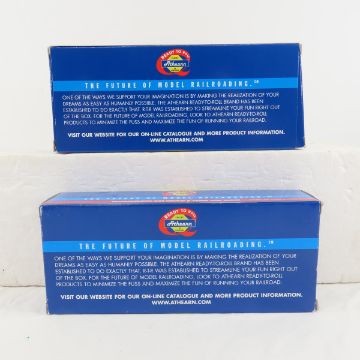 READY TO ROLL
Athearn
THE FUTURE OF MODEL RAILROADING.℠
ONE OF THE WAYS WE SUPPORT YOUR IMAGINATION IS BY MAKING THE REALIZATION OF YOUR
DREAMS AS EASY AS HUMANLY POSSIBLE. THE ATHEARN READY-TO-ROLL BRAND HAS BEEN
ESTABLISHED TO DO EXACTLY THAT. R-T-R WAS ESTABLISHED TO STREAMLINE YOUR FUN RIGHT OUT
OF THE BOX. FOR THE FUTURE OF MODEL RAILROADING, LOOK TO ATHEARN READY-TO-ROLL
PRODUCTS TO MINIMIZE THE FUSS AND MAXIMIZE THE FUN OF RUNNING YOUR RAILROAD.
VISIT OUR WEBSITE FOR OUR ON-LINE CATALOGUE AND MORE PRODUCT INFORMATION.
WWW.ATHEARN.COM
READY TO ROLL
Athearn
THE FUTURE OF MODEL RAILROADING.℠
ONE OF THE WAYS WE SUPPORT YOUR IMAGINATION IS BY MAKING THE REALIZATION OF YOUR
DREAMS AS EASY AS HUMANLY POSSIBLE. THE ATHEARN READY-TO-ROLL BRAND HAS BEEN
ESTABLISHED TO DO EXACTLY THAT. R-T-R WAS ESTABLISHED TO STREAMLINE YOUR FUN RIGHT OUT
OF THE BOX. FOR THE FUTURE OF MODEL RAILROADING, LOOK TO ATHEARN READY-TO-ROLL
PRODUCTS TO MINIMIZE THE FUSS AND MAXIMIZE THE FUN OF RUNNING YOUR RAILROAD.
VISIT OUR WEBSITE FOR OUR ON-LINE CATALOGUE AND MORE PRODUCT INFORMATION.
WWW.ATHEARN.COM